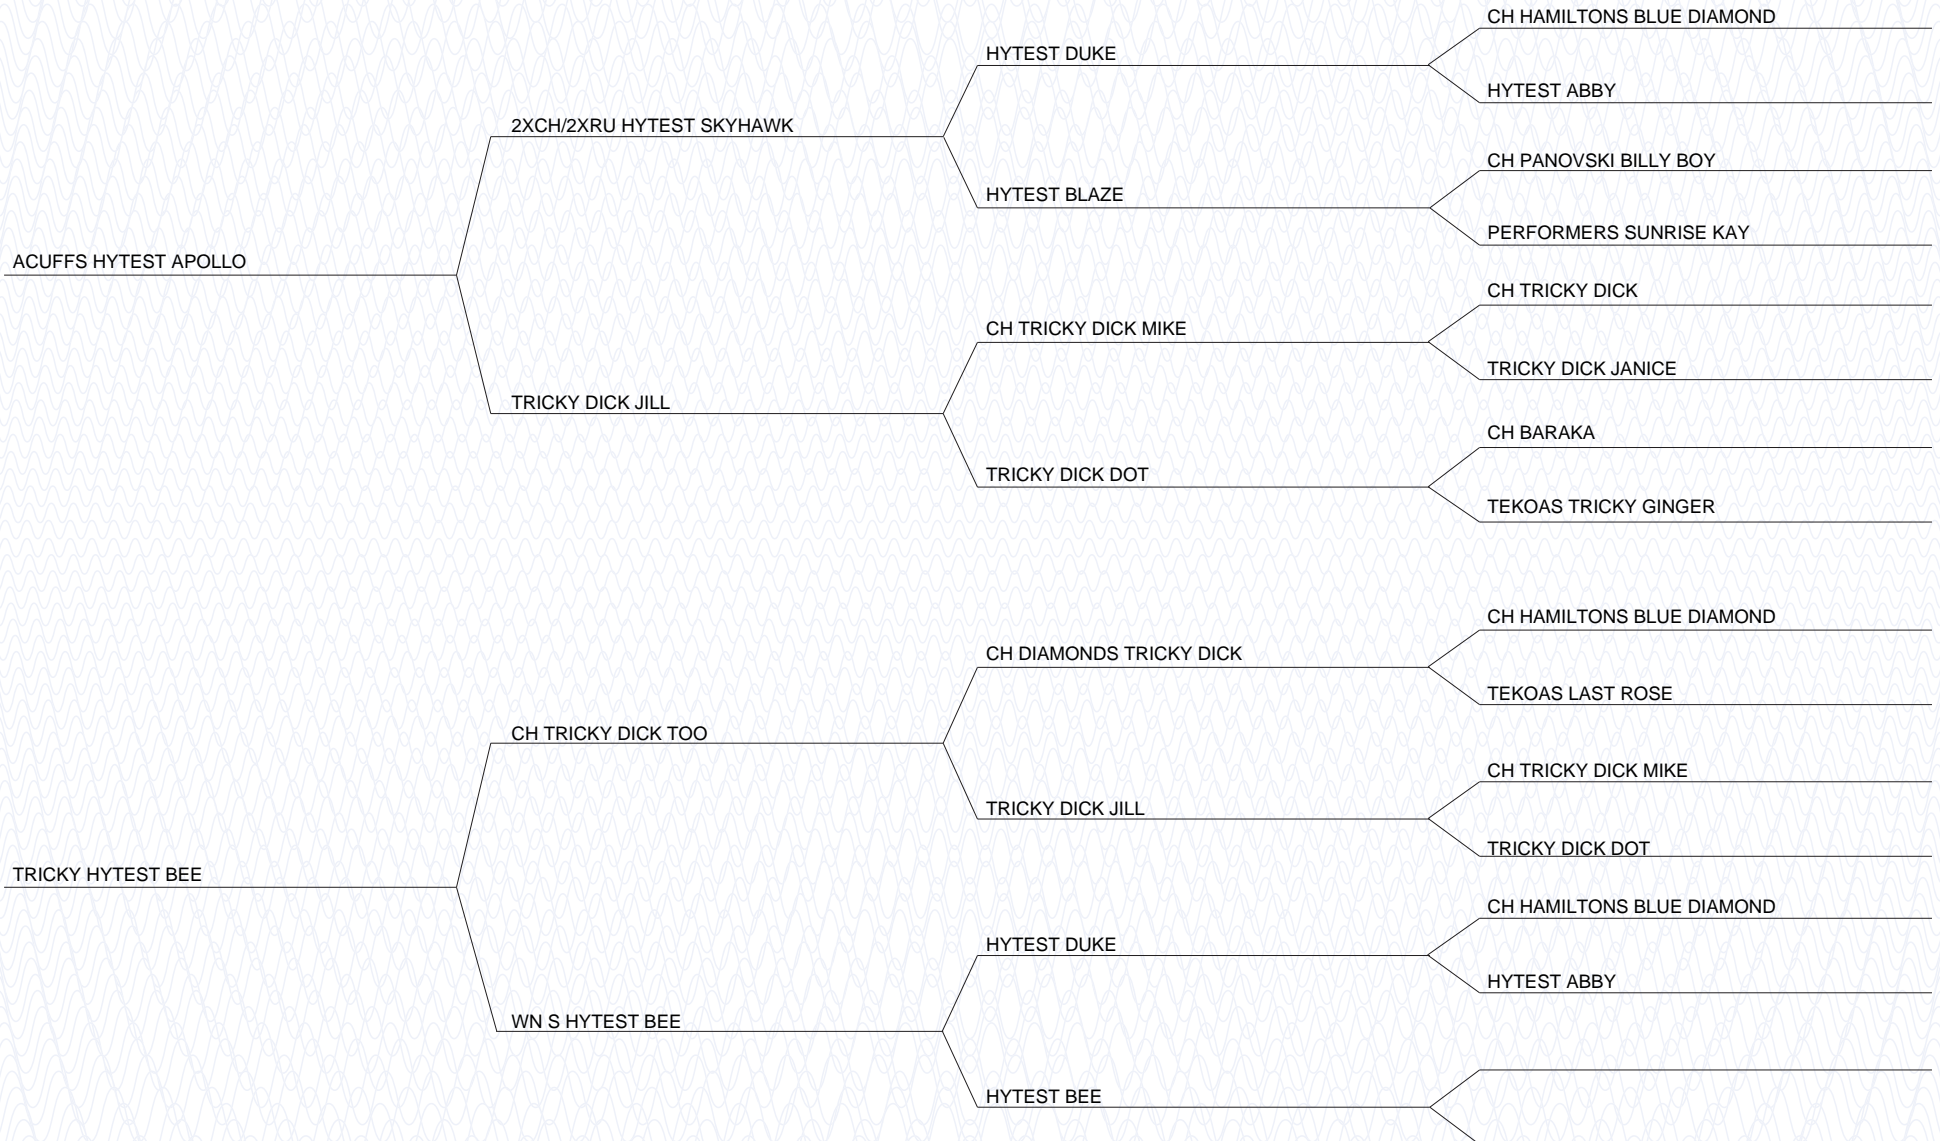 CH HAMILTONS BLUE DIAMOND
HYTEST DUKE
HYTEST ABBY
2XCH/2XRU HYTEST SKYHAWK
CH PANOVSKI BILLY BOY
HYTEST BLAZE
PERFORMERS SUNRISE KAY
ACUFFS HYTEST APOLLO
CH TRICKY DICK
CH TRICKY DICK MIKE
TRICKY DICK JANICE
TRICKY DICK JILL
CH BARAKA
TRICKY DICK DOT
TEKOAS TRICKY GINGER
CH HAMILTONS BLUE DIAMOND
CH DIAMONDS TRICKY DICK
TEKOAS LAST ROSE
CH TRICKY DICK TOO
CH TRICKY DICK MIKE
TRICKY DICK JILL
TRICKY DICK DOT
TRICKY HYTEST BEE
CH HAMILTONS BLUE DIAMOND
HYTEST DUKE
HYTEST ABBY
WN S HYTEST BEE
HYTEST BEE